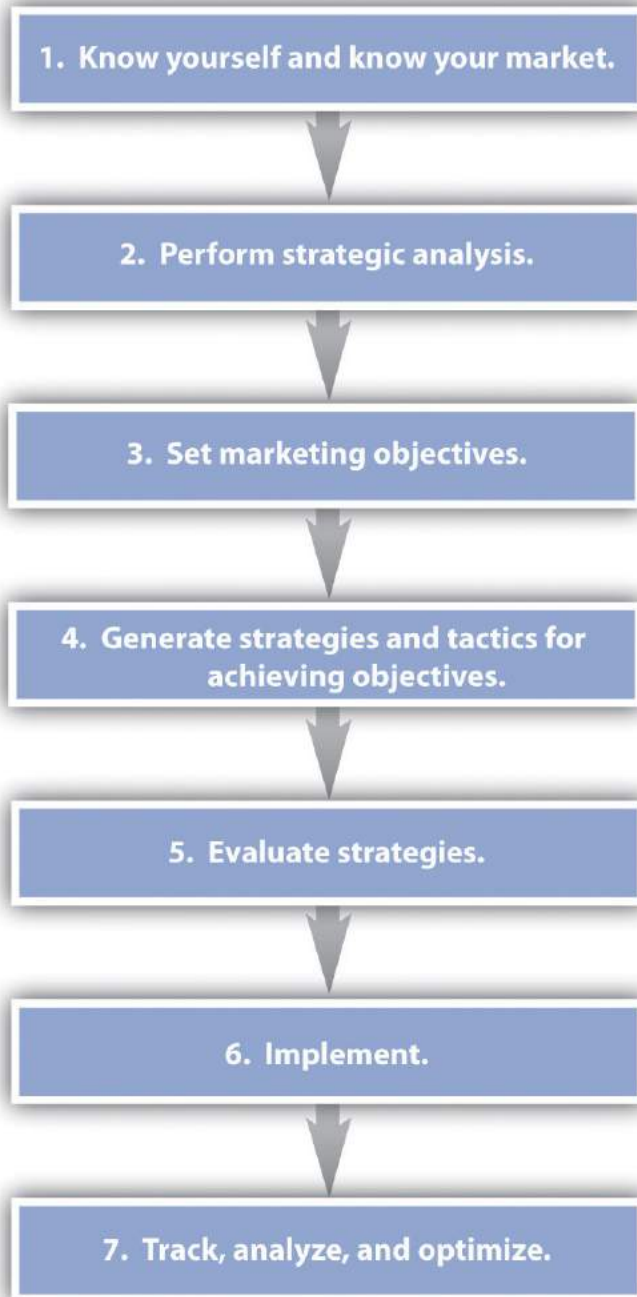 1. Know yourself and know your market.
2. Perform strategic analysis.
3. Set marketing objectives.
4. Generate strategies and tactics for
achieving objectives.
5. Evaluate strategies.
6. Implement.
7. Track, analyze, and optimize.